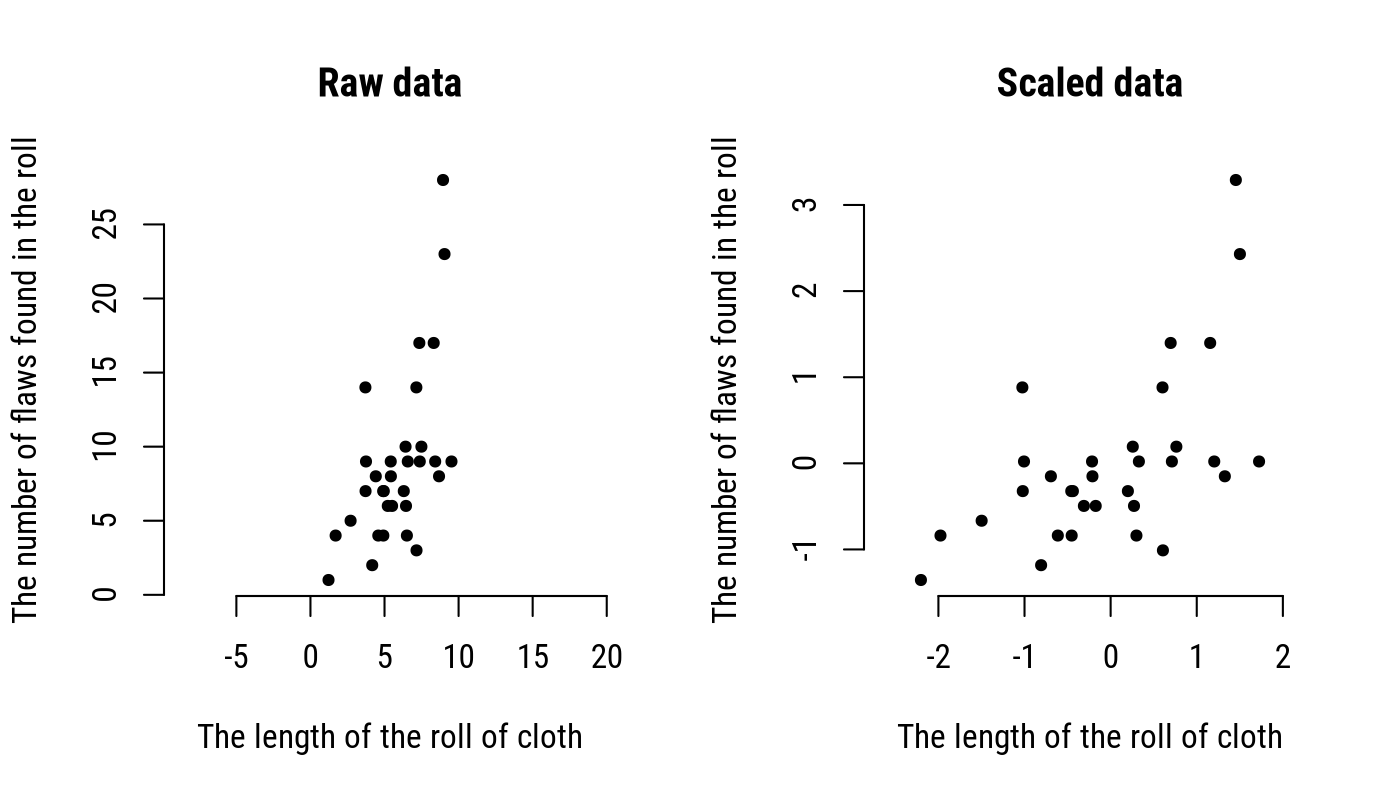 Raw data
The number of flaws found in the roll
25
20
15
10
5
0
-5 0 5 10 15 20
The length of the roll of cloth
Scaled data
The number of flaws found in the roll
3
2
1
0
-1
-2 -1 0 1 2
The length of the roll of cloth